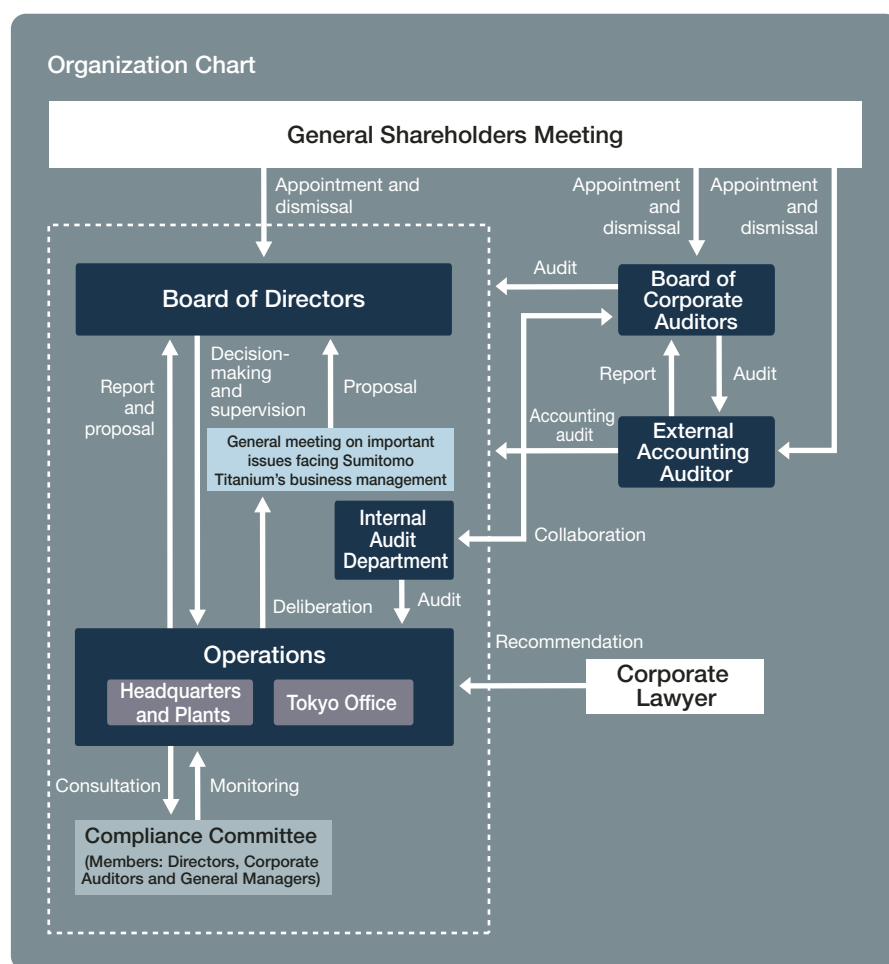 Organization Chart
General Shareholders Meeting
Appointment and
dismissal
Appointment
and
dismissal
Appointment
and
dismissal
Board of Directors
Audit
Board of
Corporate
Auditors
Report
and
proposal
Decision-
making
and
supervision
Proposal
Report
Audit
General meeting on important
issues facing Sumitomo
Titanium's business management
Accounting
audit
External
Accounting
Auditor
Internal
Audit
Department
Collaboration
Deliberation
Audit
Operations
Headquarters
and Plants
Tokyo Office
Recommendation
Corporate
Lawyer
Consultation
Monitoring
Compliance Committee
(Members: Directors, Corporate
Auditors and General Managers)